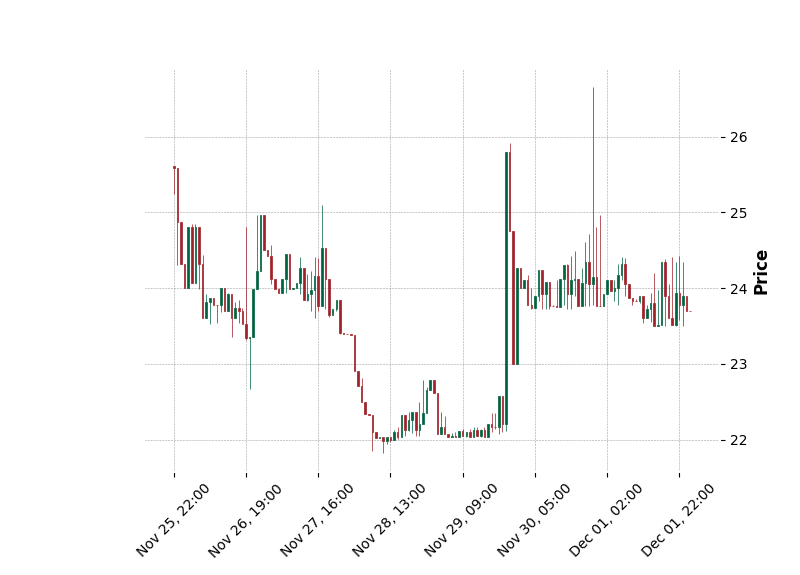 26
25
24
23
22
Price
Nov 25, 22:00
Nov 26, 19:00
Nov 27, 16:00
Nov 28, 13:00
Nov 29, 09:00
Nov 30, 05:00
Dec 01, 02:00
Dec 01, 22:00